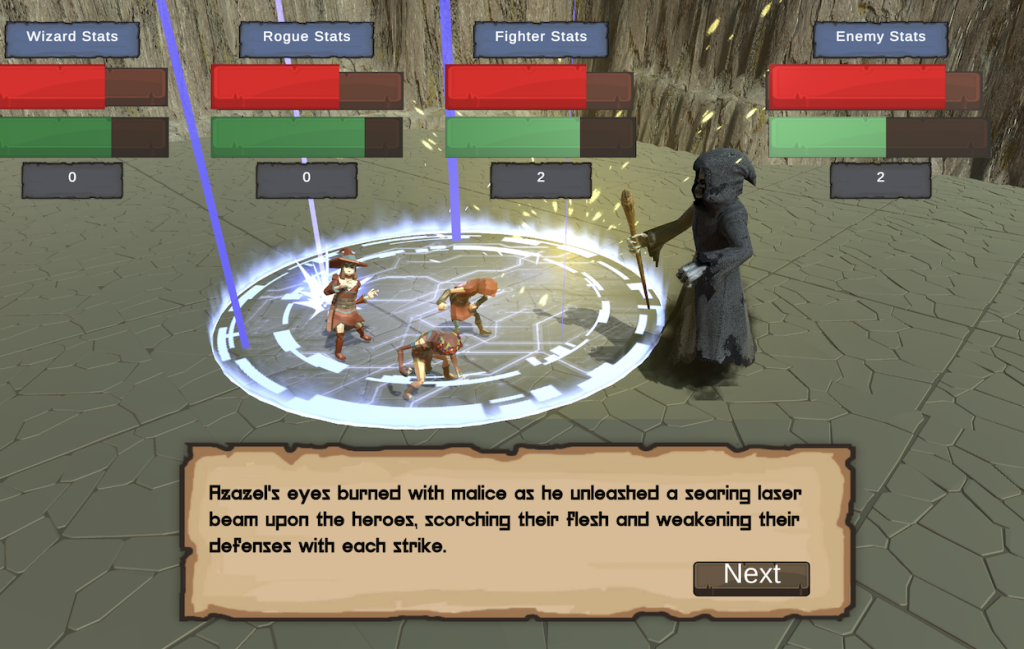 Wizard Stats
Rogue Stats
Fighter Stats
Enemy Stats
0
0
2
2
Azazel's eyes burned with malice as he unleashed a searing laser
beam upon the heroes, scorching their flesh and weakening their
defenses with each strike.
Next